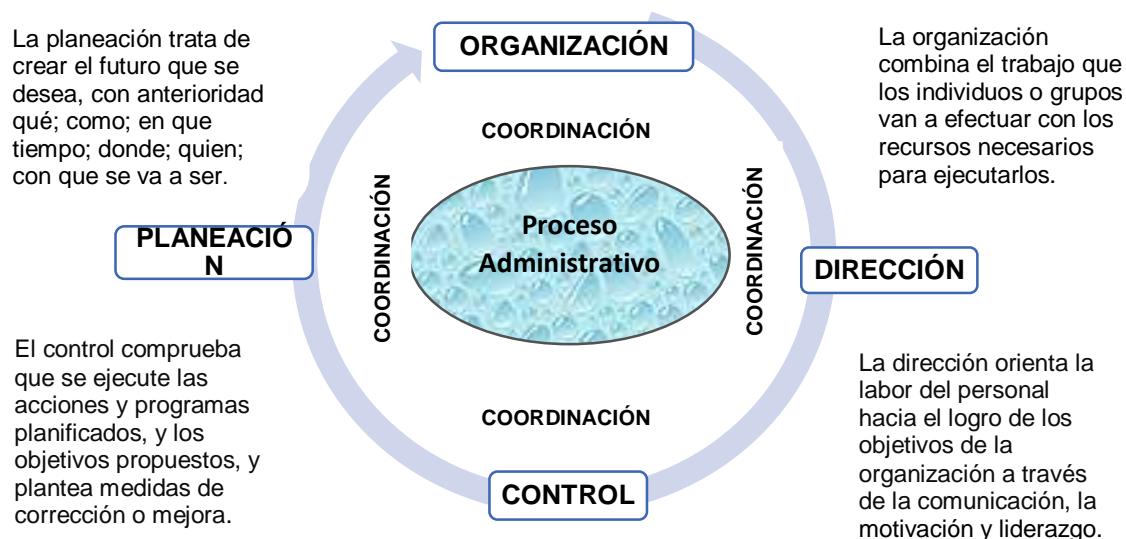 La planeación trata de
crear el futuro que se
desea, con anterioridad
qué; como; en que
tiempo; donde; quien;
con que se va a ser.
ORGANIZACIÓN
La organización
combina el trabajo que
los individuos o grupos
van a efectuar con los
recursos necesarios
para ejecutarlos.
COORDINACIÓN
COORDINACIÓN
Proceso
Administrativo
COORDINACIÓN
PLANEACIÓ
N
DIRECCIÓN
El control comprueba
que se ejecute las
acciones y programas
planificados, y los
objetivos propuestos, y
plantea medidas de
corrección o mejora.
COORDINACIÓN
CONTROL
La dirección orienta la
labor del personal
hacia el logro de los
objetivos de la
organización a través
de la comunicación, la
motivación y liderazgo.